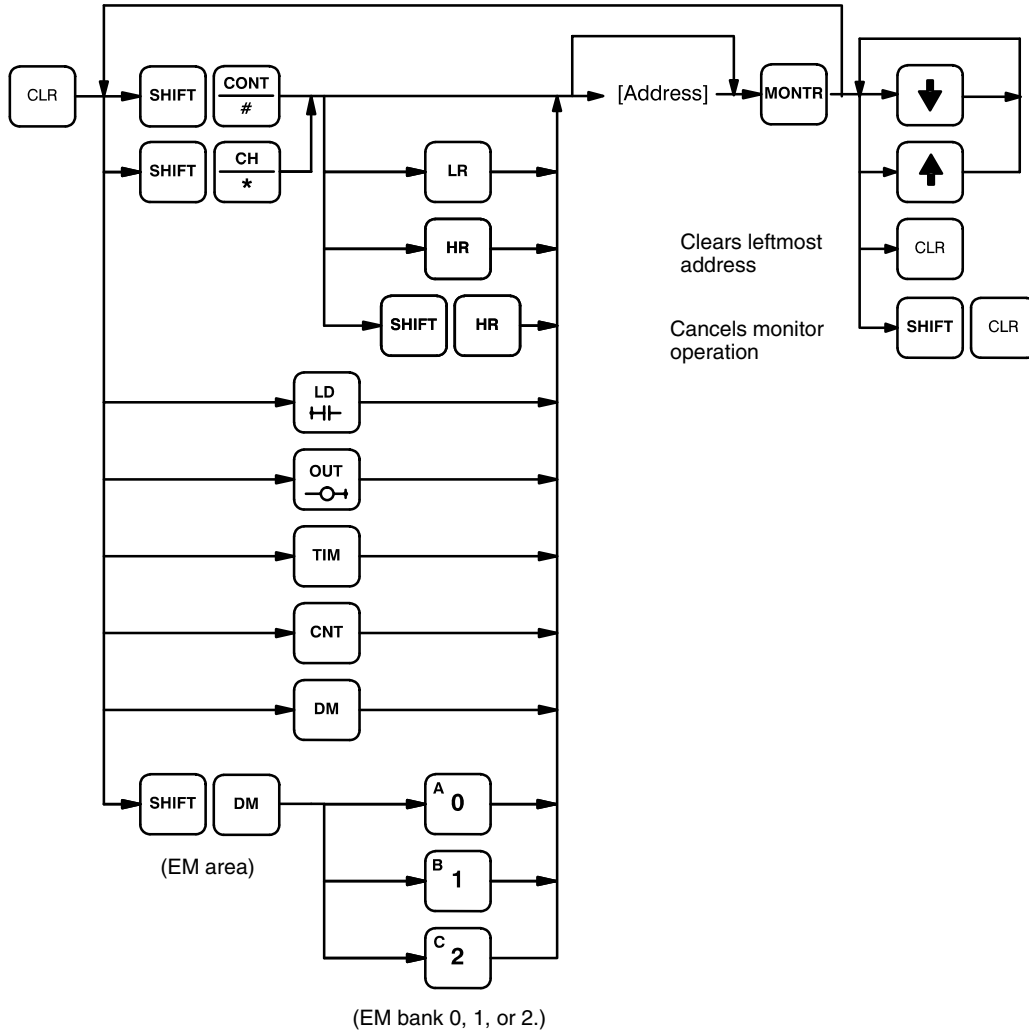 CLR
SHIFT
CONT
#
[Address]
MONTR
SHIFT
CH
*
LR
HR
Clears leftmost
address
CLR
SHIFT
HR
Cancels monitor
operation
SHIFT
CLR
LD
OUT
TIM
CNT
DM
SHIFT
DM
A 0
(EM area)
B 1
C 2
(EM bank 0, 1, or 2.)